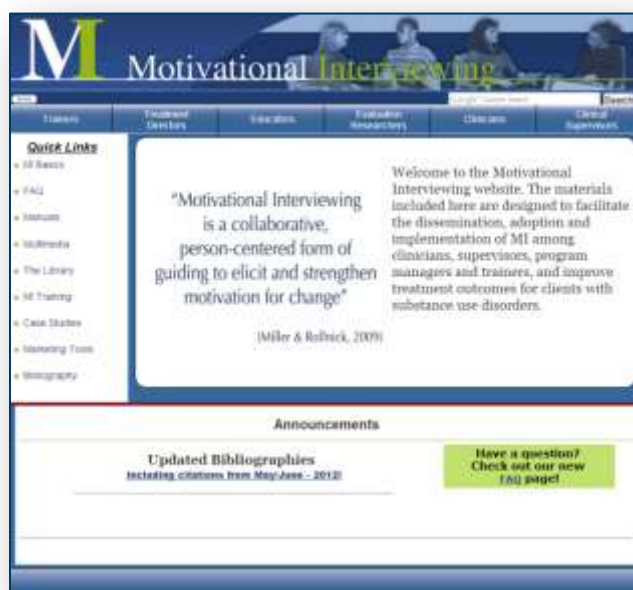 MI Motivational Interviewing
Search
Trainers
Treatment
Directors
Educators
Evaluation
Researchers
Clinicians
Clinical
Supervisors
Quick Links
MI Basics
FAQ
Manuals
Multimedia
The Library
MI Training
Case Studies
Marketing Tools
Bibliography
"Motivational Interviewing
is a collaborative,
person-centered form of
guiding to elicit and strengthen
motivation for change"
(Miller & Rollnick, 2009)
Welcome to the Motivational
Interviewing website. The materials
included here are designed to facilitate
the dissemination, adoption and
implementation of MI among
clinicians, supervisors, program
managers and trainers, and improve
treatment outcomes for clients with
substance use disorders.
Announcements
Updated Bibliographies
Including citations from May-June - 2012!
Have a question?
Check out our new
FAQ page!